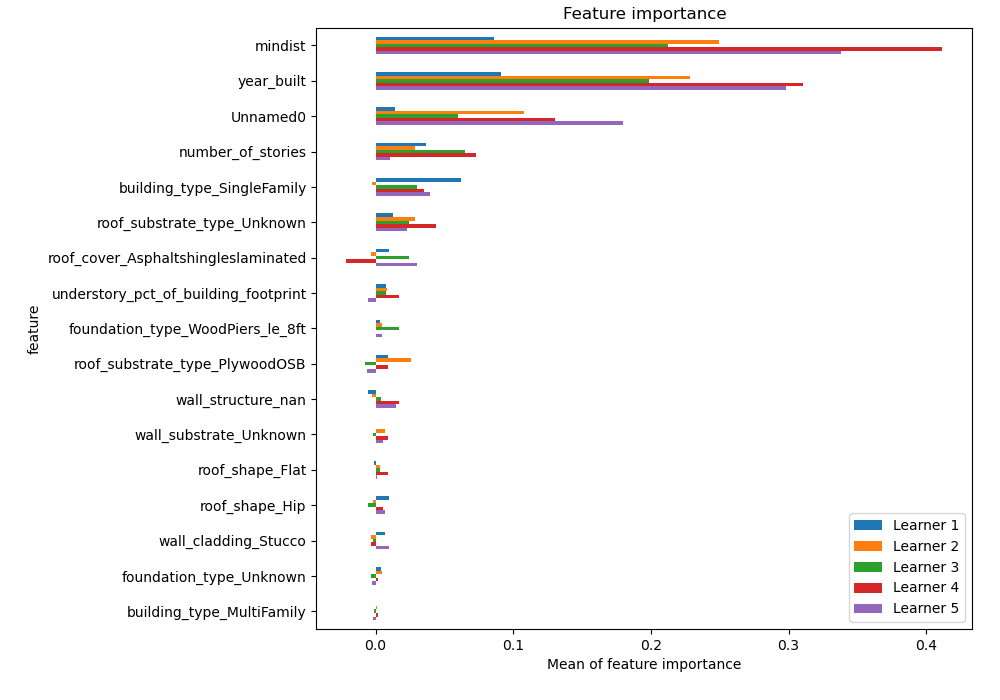 Feature importance
mindist
year_built
Unnamed0
number_of_stories
building_type_SingleFamily
roof_substrate_type_Unknown
roof_cover_Asphaltshingleslaminated
understory_pct_of_building_footprint
foundation_type_WoodPiers_le_8ft
roof_substrate_type_PlywoodOSB
wall_structure_nan
wall_substrate_Unknown
roof_shape_Flat
roof_shape_Hip
wall_cladding_Stucco
foundation_type_Unknown
building_type_MultiFamily
feature
Learner 1
Learner 2
Learner 3
Learner 4
Learner 5
0.0 0.1 0.2 0.3 0.4
Mean of feature importance